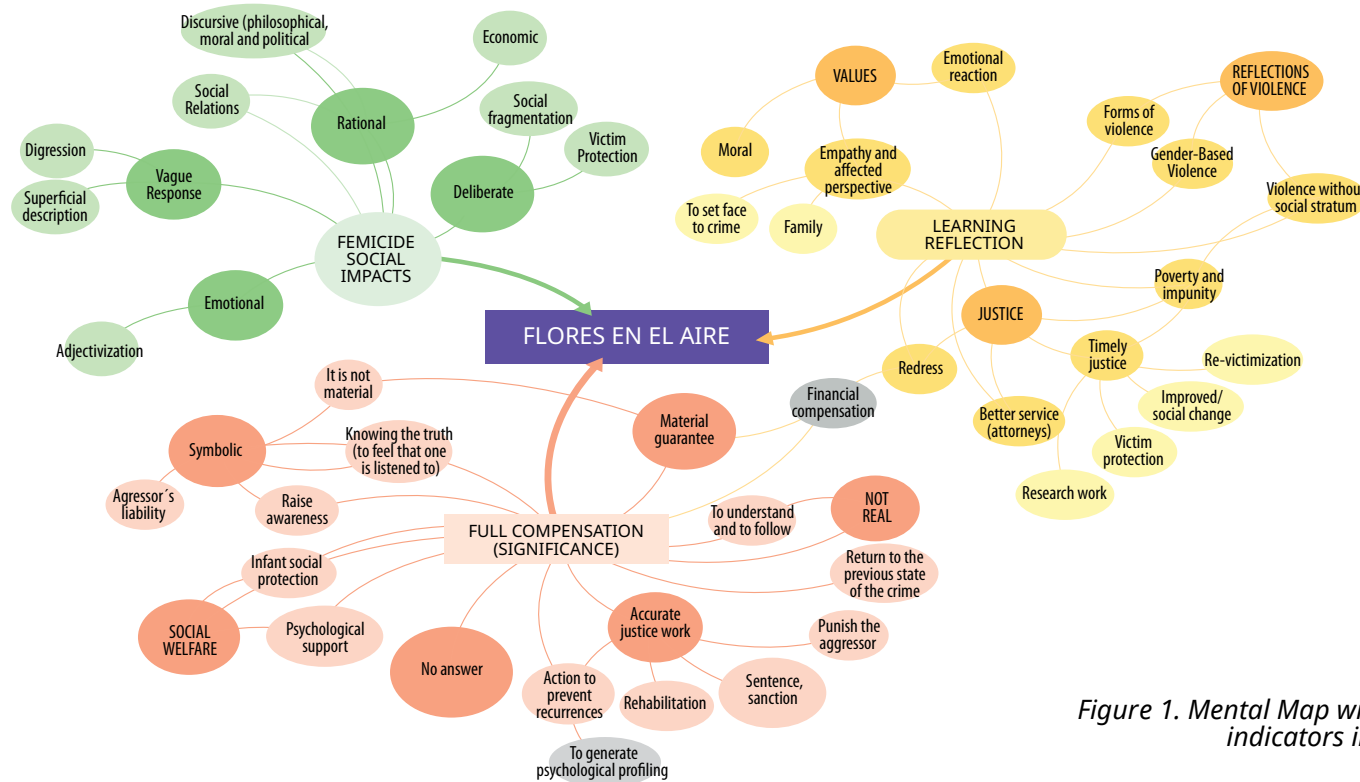 Discursive (philosophical,
moral and political
Economic
Social
Relations
Rational
Social
fragmentation
Victim
Protection
Digression
Vague
Response
Superficial
description
Deliberate
FEMICIDE
SOCIAL
IMPACTS
Emotional
Adjectivization
VALUES
Emotional
reaction
REFLECTIONS
OF VIOLENCE
Forms of
violence
Moral
Empathy and
affected
perspective
Gender-Based
Violence
To set face
to crime
Family
Violence without
social stratum
LEARNING
REFLECTION
Poverty and
impunity
JUSTICE
Timely
justice
Re-victimization
Redress
Improved/
social change
Better service
(attorneys)
Victim
protection
Research work
FLORES EN EL AIRE
Financial
compensation
It is not
material
Material
guarantee
Symbolic
Knowing the truth
(to feel that one
is listened to)
Agressor´s
liability
Raise
awareness
FULL COMPENSATION
(SIGNIFICANCE)
To understand
and to follow
NOT
REAL
Infant social
protection
Return to the
previous state
of the crime
SOCIAL
WELFARE
Psychological
support
No answer
Accurate
justice work
Punish the
aggressor
Action to
prevent
recurrences
Rehabilitation
Sentence,
sanction
To generate
psychological profiling
Figure 1. Mental Map
indicators